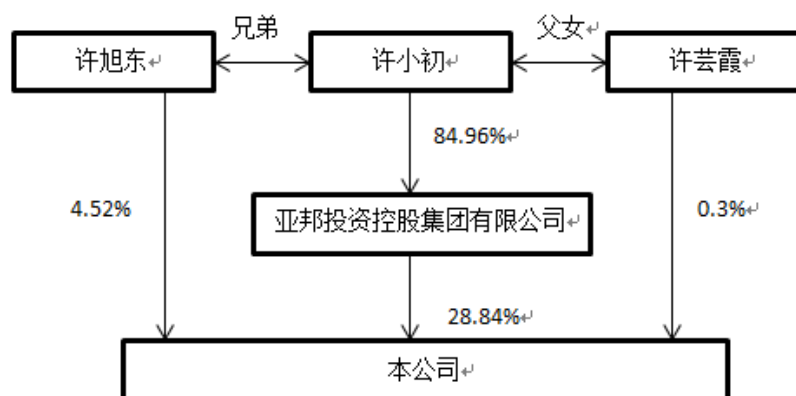 兄弟
父女
许旭东
许小初
许芸霞
84.96%
4.52%
亚邦投资控股集团有限公司
0.3%
28.84%
本公司